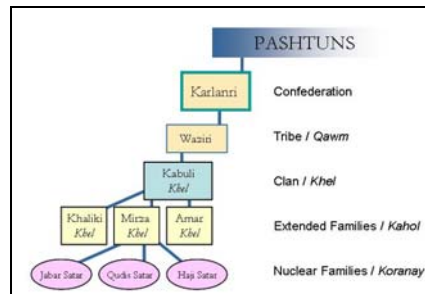 PASHTUNS
Karlanri
Confederation
Waziri
Tribe / Qawm
Kabuli
Khel
Clan / Khel
Khaliki
Khel
Mirza
Khel
Amar
Khel
Extended Families / Kahol
Jabar Satar
Qudis Satar
Haji Satar
Nuclear Families / Koranay